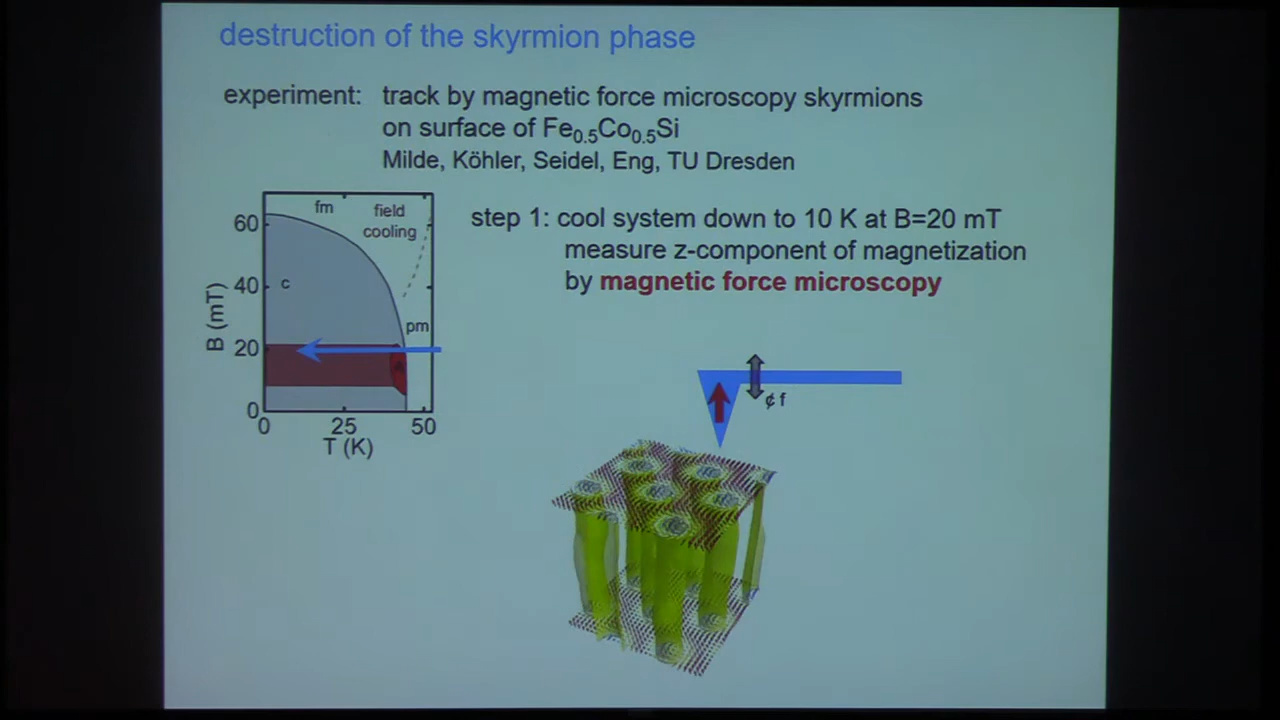 destruction of the skyrmion phase
experiment: track by magnetic force microscopy skyrmions
on surface of Fe0.5Co0.5Si
Milde, Köhler, Seidel, Eng, TU Dresden
step 1: cool system down to 10 K at B=20 mT
measure z-component of magnetization
by magnetic force microscopy
fm
field
cooling
60
c
40
B (mT)
pm
20
0
0
25
50
T (K)
¢ f